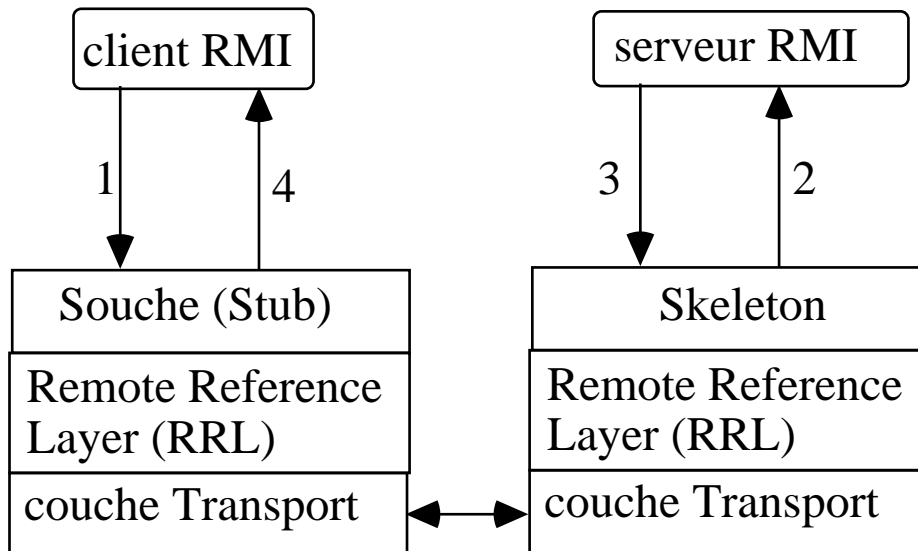 client RMI
serveur RMI
1
4
3
2
Souche (Stub)
Skeleton
Remote Reference
Layer (RRL)
Remote Reference
Layer (RRL)
couche Transport
couche Transport